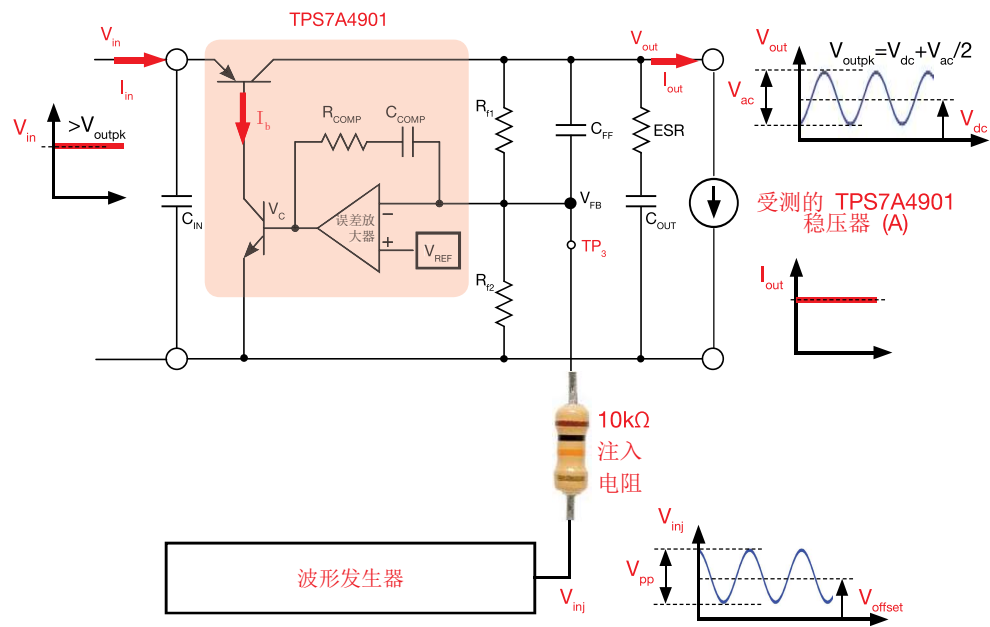 TPS7A4901
Vin
Iin
Vin
>Voutpk
CIN
Ib
RCOMP
CCOMP
VC
误差放
大器
−
+
VREF
Rf1
Rf2
CFF
VFB
TP3
ESR
COUT
Vout
Iout
Vout
Voutpk=Vdc+Vac/2
Vac
Vdc
受测的 TPS7A4901
稳压器 (A)
Iout
10kΩ
注入
电阻
波形发生器
Vinj
Vinj
Vpp
Voffset